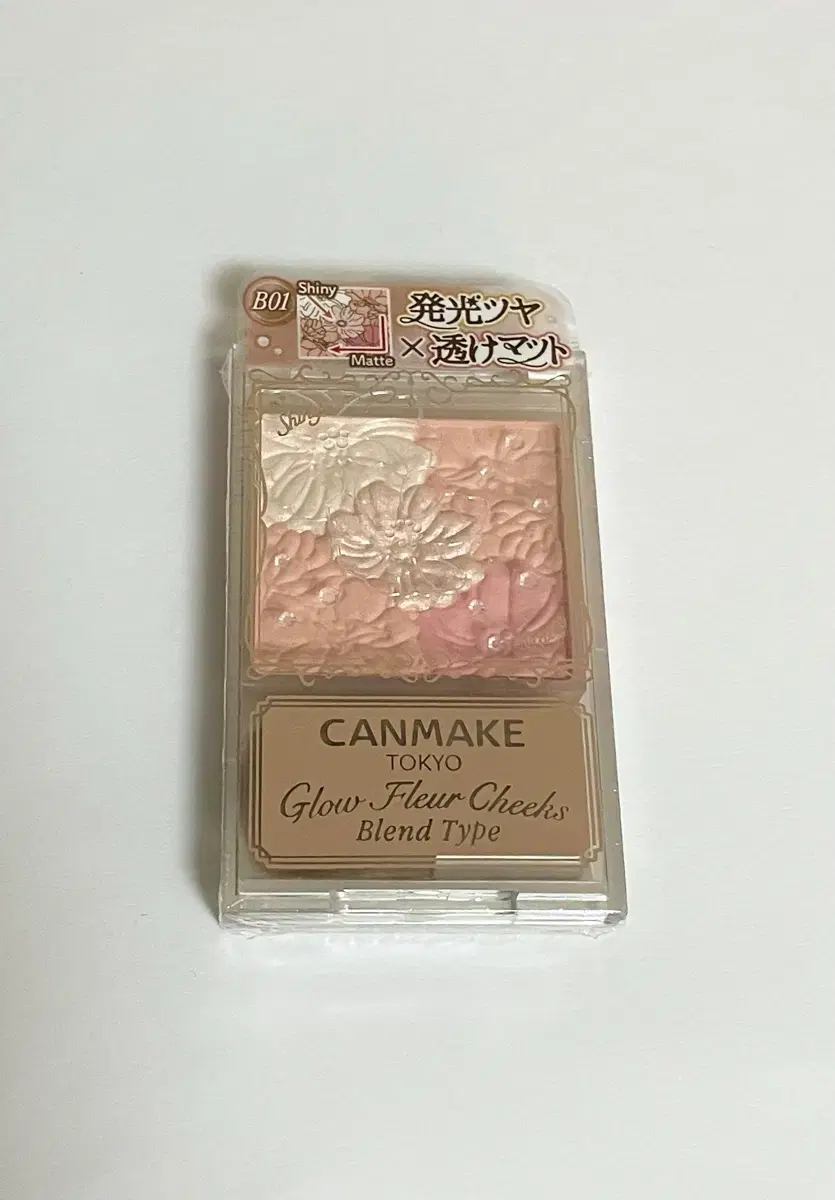 B01
Shiny
Matte
発光ツヤ
×透けマット
Shiny
CANMAKE
TOKYO
Glow Fleur Cheeks
Blend Type